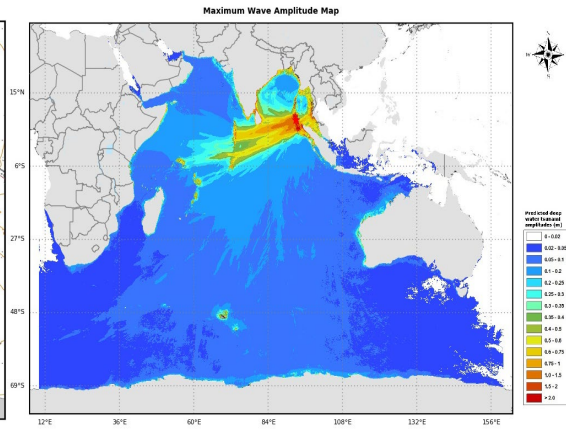 Maximum Wave Amplitude Map
N
W
S
15°N
6°S
27°S
48°S
69°S
12°E 36°E 60°E 84°E 108°E 132°E 156°E
Predicted deep
water tsunami
amplitudes (m)
0 - 0.02
0.02 - 0.05
0.05 - 0.1
0.1 - 0.2
0.2 - 0.25
0.25 - 0.3
0.3 - 0.35
0.35 - 0.4
0.4 - 0.5
0.5 - 0.6
0.6 - 0.75
0.75 - 1
1.0 - 1.5
1.5 - 2
> 2.0